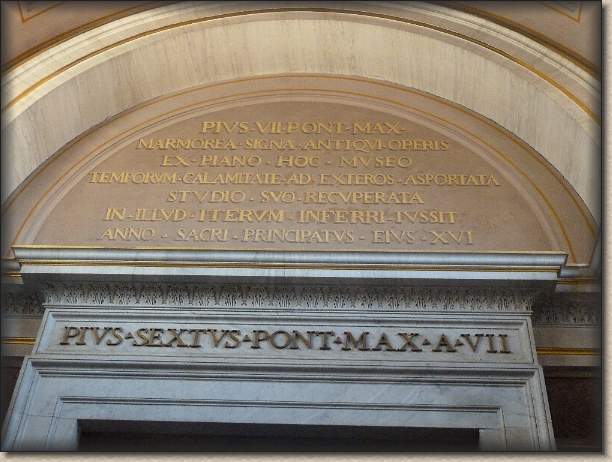 PIVS·VII·PONT·MAX·
MARMOREA·SIGNA·ANTIQVI·OPERIS
EX·PIANO·HOC·MVSEO
TEMPORVM·CALAMITATE·AD·EXTEROS·ASPORTATA
STVDIO·SVO·RECVPERATA
IN·ILLVD·ITERVM·INFERRI·IVSSIT
ANNO·SACRI·PRINCIPATVS·EIVS·XVI
PIVS·SEXTVS·PONT·MAX·A·VII